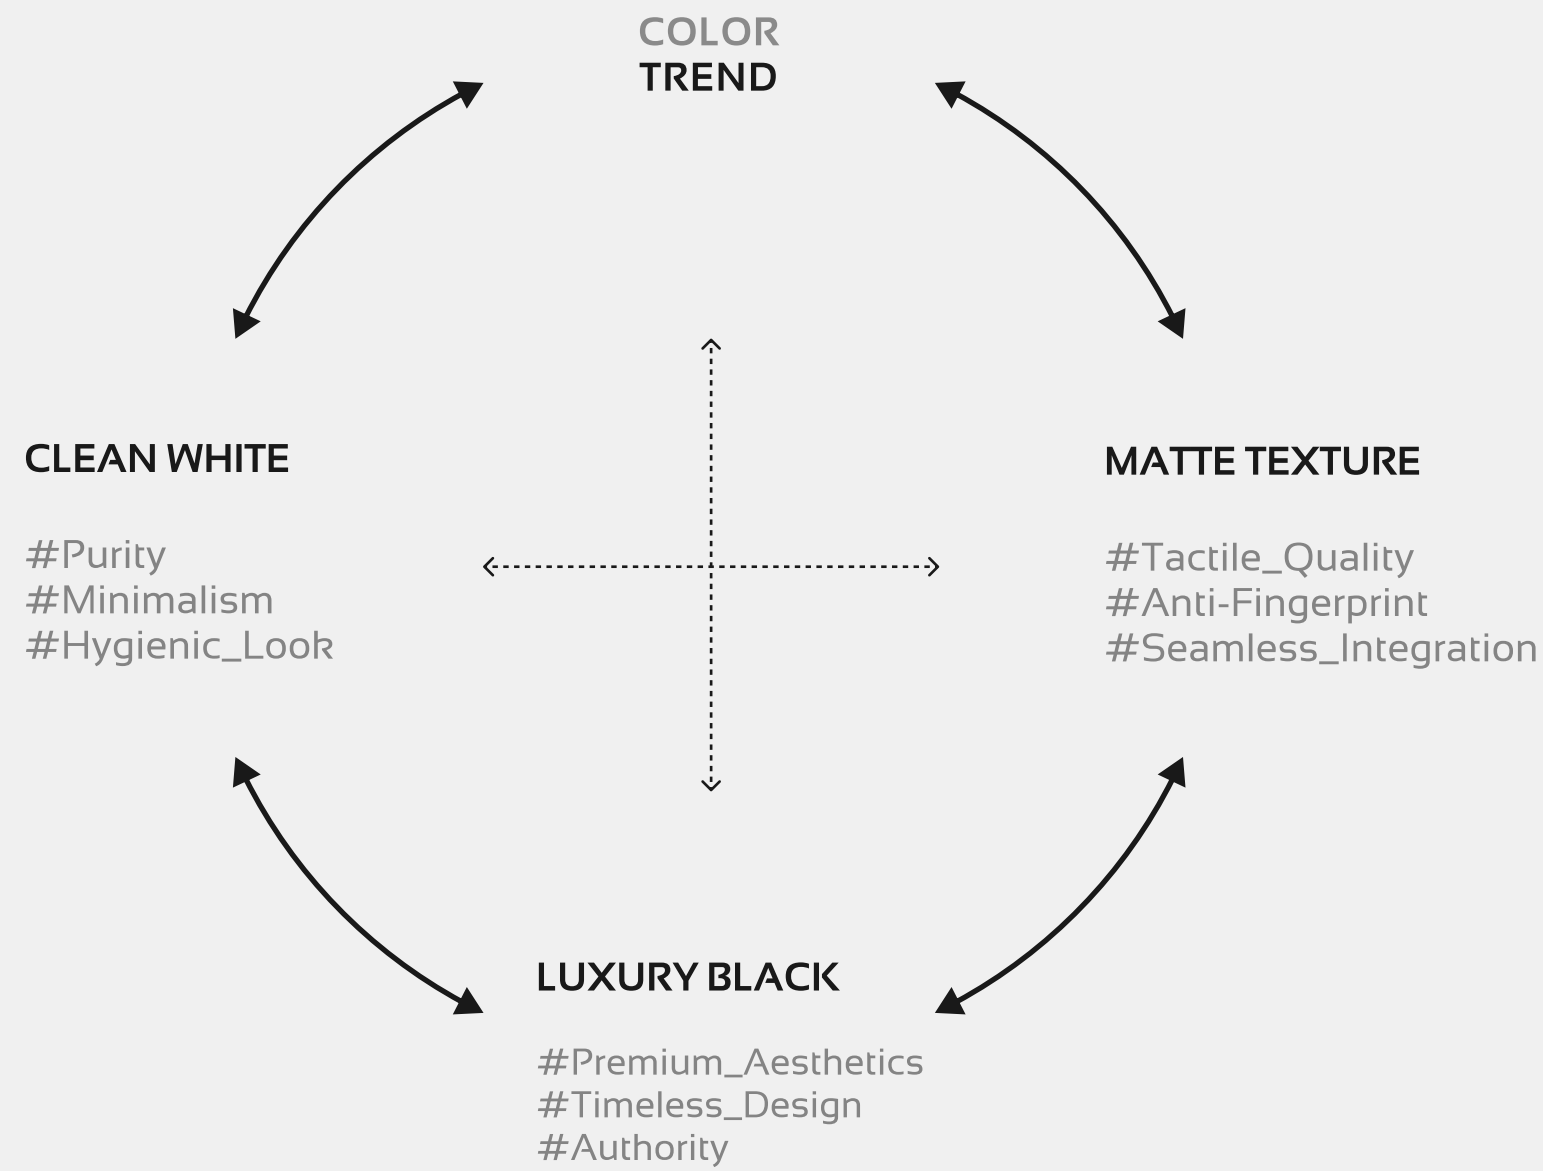 COLOR
TREND
CLEAN WHITE
#Purity
#Minimalism
#Hygienic_Look
MATTE TEXTURE
#Tactile_Quality
#Anti-Fingerprint
#Seamless_Integration
LUXURY BLACK
#Premium_Aesthetics
#Timeless_Design
#Authority